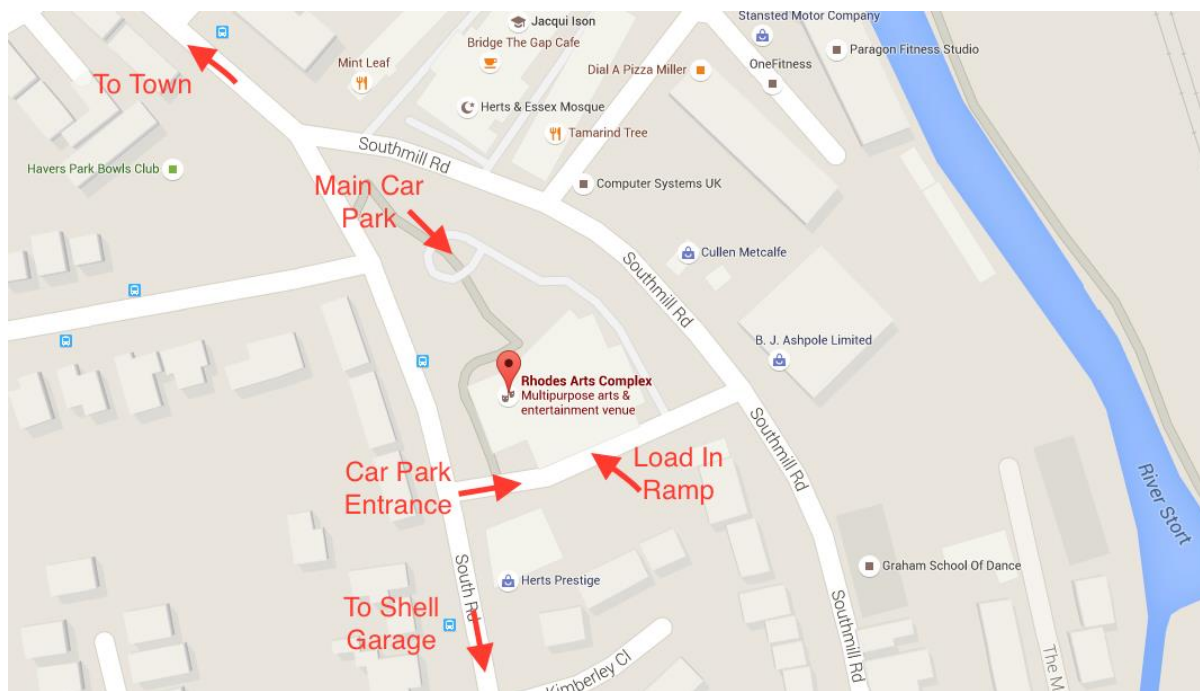 Stansted Motor Company
Jacqui Ison
Bridge The Gap Cafe
Paragon Fitness Studio
Mint Leaf
To Town
Dial A Pizza Miller
OneFitness
Herts & Essex Mosque
Tamarind Tree
Southmill Rd
Havers Park Bowls Club
Main Car
Park
Computer Systems UK
Cullen Metcalfe
Southmill Rd
B. J. Ashpole Limited
Rhodes Arts Complex
Multipurpose arts &
entertainment venue
Southmill Rd
Car Park
Entrance
Load In
Ramp
River Stort
Graham School Of Dance
Herts Prestige
South Rd
To Shell
Garage
Southmill Rd
Kimberley Cl
The M